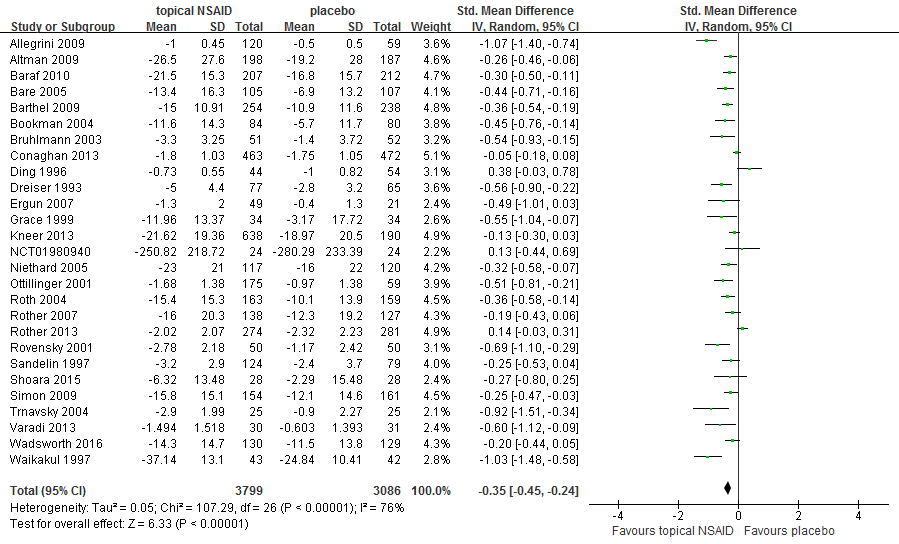 topical NSAID placebo Std. Mean Difference Std. Mean Difference
Study or Subgroup Mean SD Total Mean SD Total Weight IV, Random, 95% CI IV, Random, 95% CI
Allegrini 2009 -1 0.45 120 -0.5 0.5 59 3.6% -1.07 [-1.40, -0.74]
Altman 2009 -26.5 27.6 198 -19.2 28 187 4.5% -0.26 [-0.46, -0.06]
Baraf 2010 -21.5 15.3 207 -16.8 15.7 212 4.6% -0.30 [-0.50, -0.11]
Bare 2005 -13.4 16.3 105 -6.9 13.2 107 4.0% -0.44 [-0.71, -0.16]
Barthel 2009 -15 10.91 254 -10.9 11.6 238 4.7% -0.36 [-0.54, -0.19]
Bookman 2004 -11.6 14.3 84 -5.7 11.7 80 3.7% -0.45 [-0.76, -0.14]
Bruhlmann 2003 -3.3 3.25 51 -1.4 3.72 52 3.1% -0.54 [-0.93, -0.15]
Conaghan 2013 -1.8 1.03 463 -1.75 1.05 472 5.1% -0.05 [-0.18, 0.08]
Ding 1996 -0.73 0.55 44 -1 0.82 54 3.0% 0.38 [-0.03, 0.78]
Dreiser 1993 -5 4.4 77 -2.8 3.2 65 3.5% -0.56 [-0.90, -0.22]
Ergun 2007 -1.3 2 49 -0.4 1.3 21 2.4% -0.49 [-1.01, 0.03]
Grace 1999 -11.96 13.37 34 -3.17 17.72 34 2.6% -0.55 [-1.04, -0.07]
Kneer 2013 -21.62 19.36 638 -18.97 20.5 190 4.8% -0.13 [-0.30, 0.03]
NCT01980940 -250.82 218.72 24 -280.29 233.39 24 2.2% 0.13 [-0.44, 0.69]
Niethard 2005 -23 21 117 -16 22 120 4.1% -0.32 [-0.58, -0.07]
Ottillinger 2001 -1.68 1.38 175 -0.97 1.38 59 3.8% -0.51 [-0.81, -0.21]
Roth 2004 -15.4 15.3 163 -10.1 13.9 159 4.4% -0.36 [-0.58, -0.14]
Rother 2007 -16 20.3 138 -12.3 19.2 127 4.2% -0.19 [-0.43, 0.06]
Rother 2013 -2.02 2.07 274 -2.32 2.23 281 4.8% 0.14 [-0.03, 0.31]
Rovensky 2001 -2.78 2.18 50 -1.17 2.42 50 3.0% -0.69 [-1.10, -0.29]
Sandelin 1997 -3.2 2.9 124 -2.4 3.7 79 3.9% -0.25 [-0.53, 0.04]
Shoara 2015 -6.32 13.48 28 -2.29 15.48 28 2.4% -0.27 [-0.80, 0.25]
Simon 2009 -15.8 15.1 154 -12.1 14.6 161 4.4% -0.25 [-0.47, -0.03]
Trnavsky 2004 -2.9 1.99 25 -0.9 2.27 25 2.1% -0.92 [-1.51, -0.34]
Varadi 2013 -1.494 1.518 30 -0.603 1.393 31 2.4% -0.60 [-1.12, -0.09]
Wadsworth 2016 -14.3 14.7 130 -11.5 13.8 129 4.2% -0.20 [-0.44, 0.05]
Waikakul 1997 -37.14 13.1 43 -24.84 10.41 42 2.8% -1.03 [-1.48, -0.58]
Total (95% CI) 3799 3086 100.0% -0.35 [-0.45, -0.24]
Heterogeneity: Tau² = 0.05; Chi² = 107.29, df = 26 (P < 0.00001); I² = 76%
Test for overall effect: Z = 6.33 (P < 0.00001)
-4 -2 0 2 4
Favours topical NSAID Favours placebo